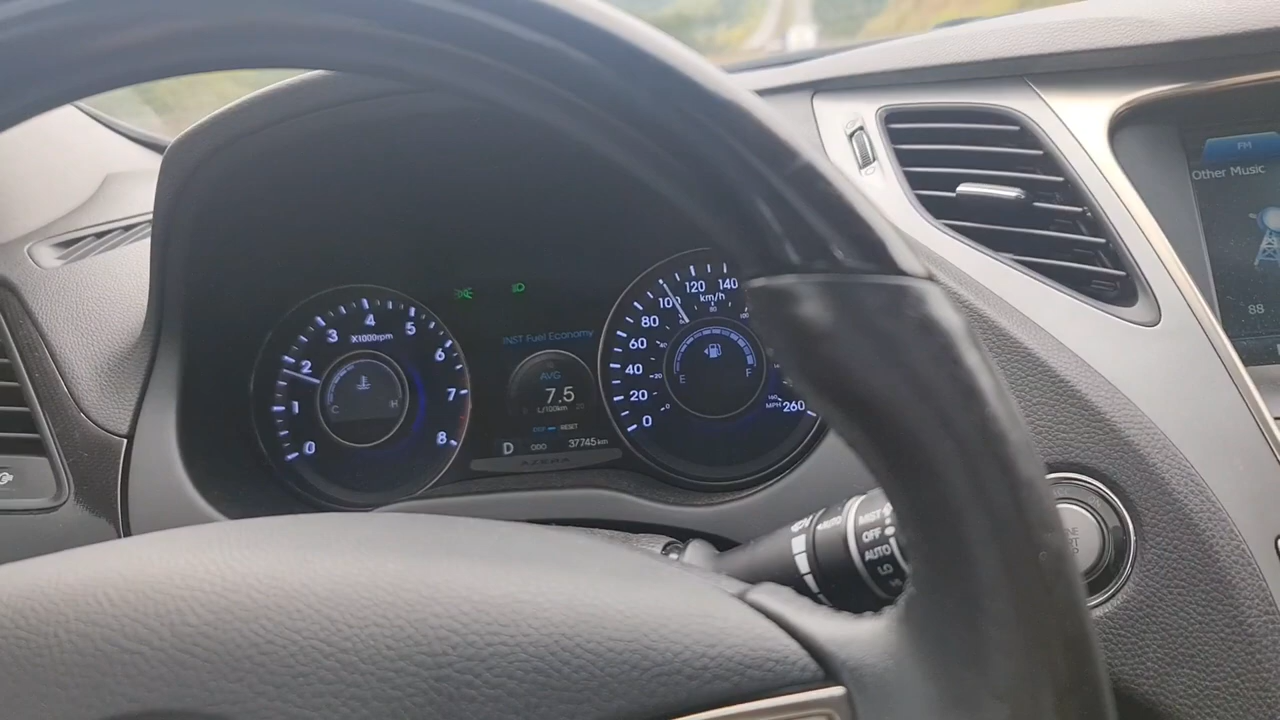 FM
Other Music
88
0
1
2
3
4
5
6
7
8
X1000rpm
C
H
INST Fuel Economy
AVG
7.5
L/100km
RESET
D
ODO
37745 km
AZERA
0
20
40
60
80
100
120
140
260
km/h
MPH
E
F
MIST
OFF
AUTO
LO
AUTO